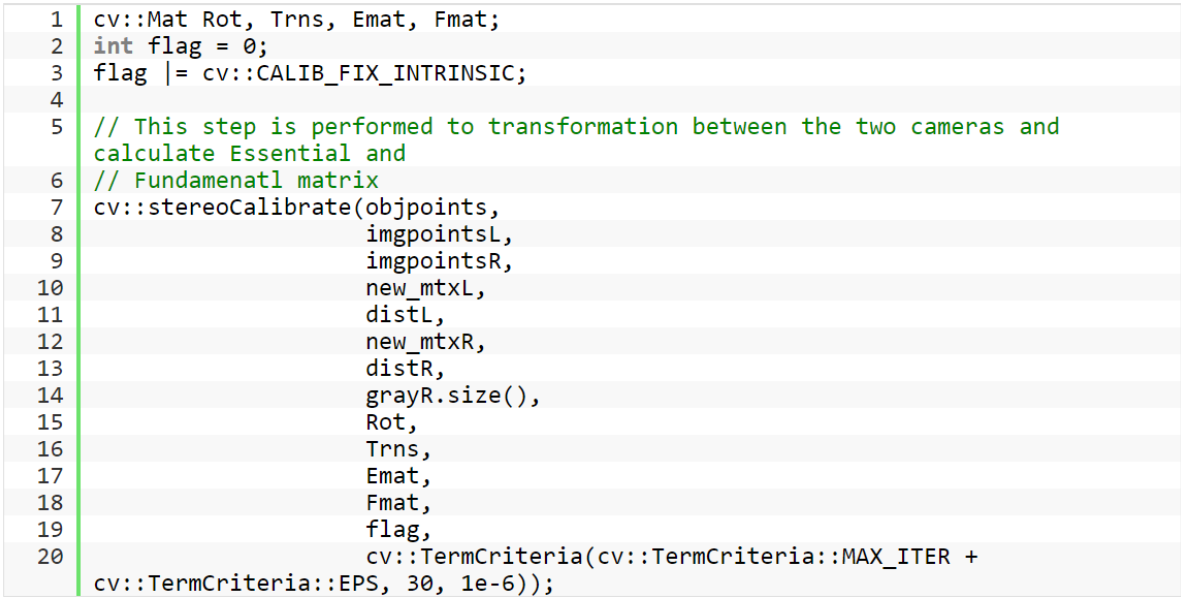 1 cv::Mat Rot, Trns, Emat, Fmat;
2 int flag = 0;
3 flag |= cv::CALIB_FIX_INTRINSIC;
4
5 // This step is performed to transformation between the two cameras and
calculate Essential and
6 // Fundamenatl matrix
7 cv::stereoCalibrate(objpoints,
8 imgpointsL,
9 imgpointsR,
10 new_mtxL,
11 distL,
12 new_mtxR,
13 distR,
14 grayR.size(),
15 Rot,
16 Trns,
17 Emat,
18 Fmat,
19 flag,
20 cv::TermCriteria(cv::TermCriteria::MAX_ITER +
cv::TermCriteria::EPS, 30, 1e-6));